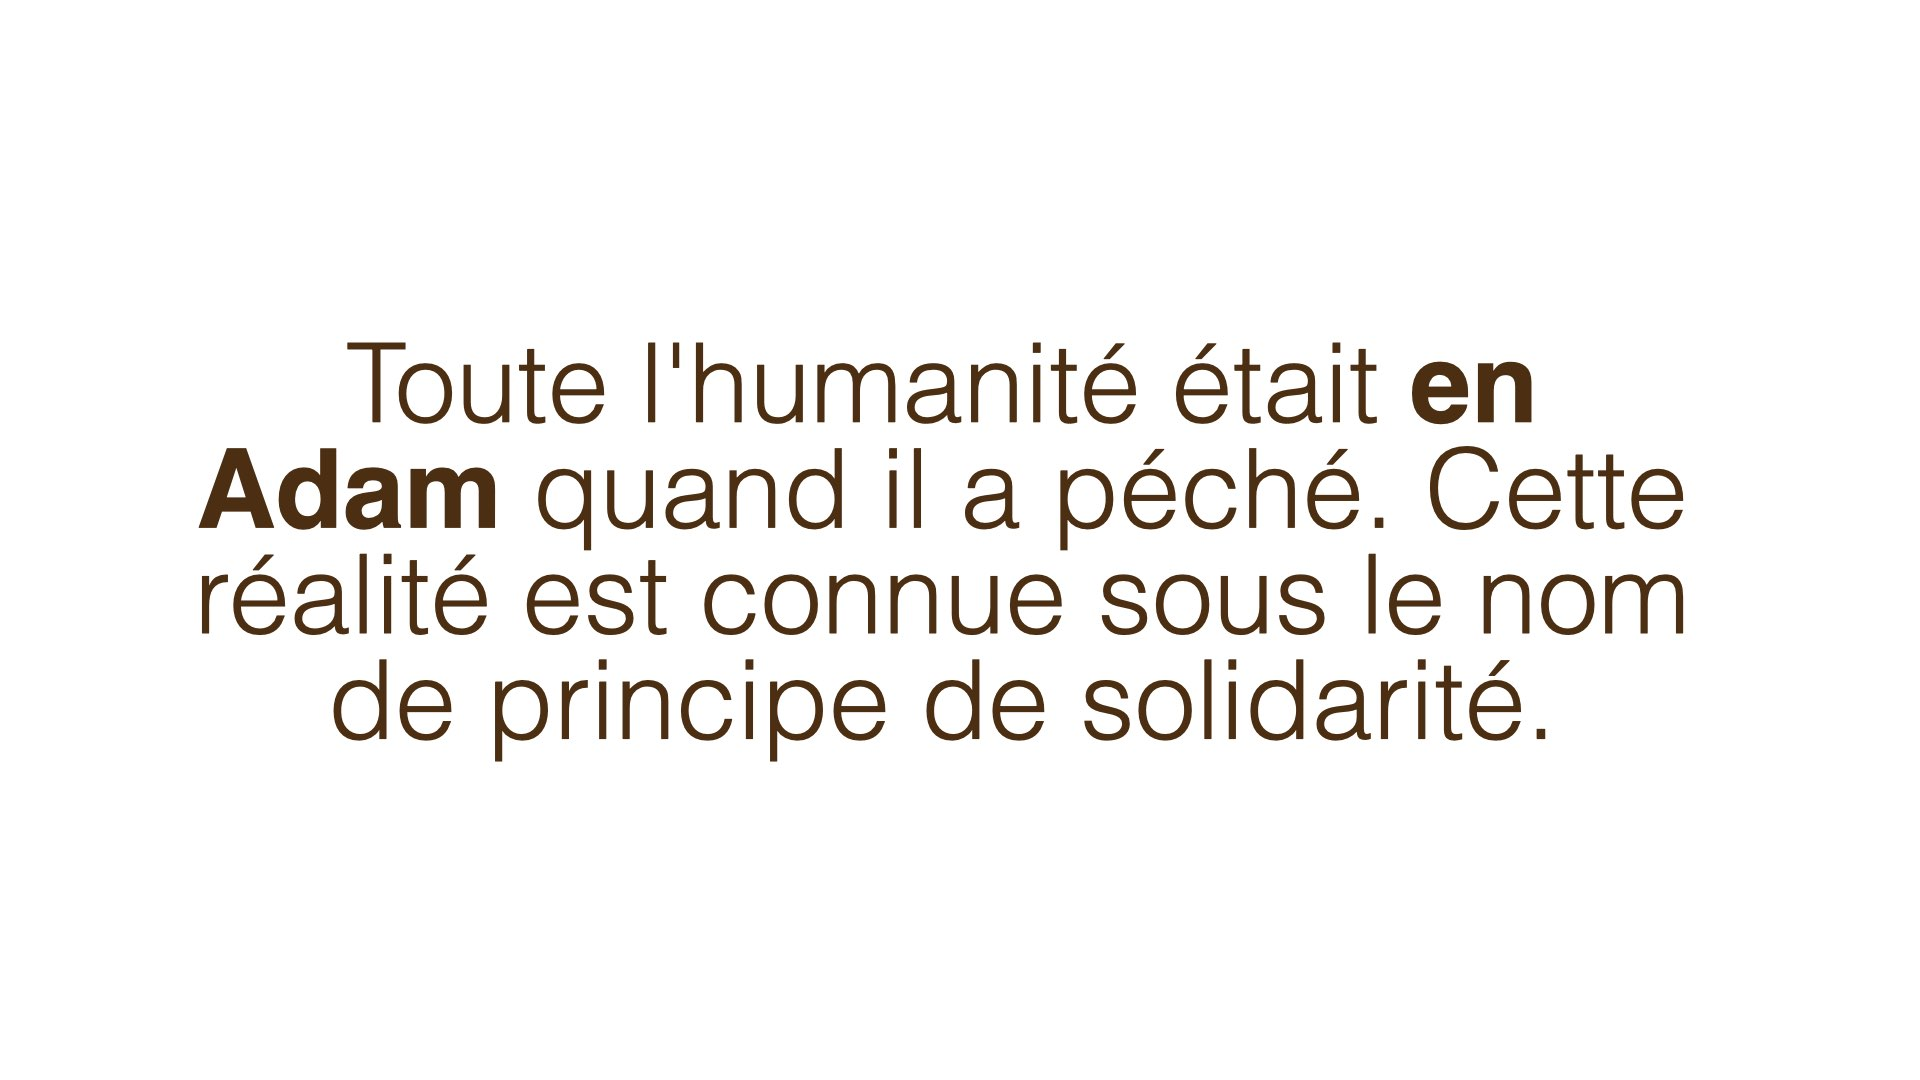 Toute l'humanité était en
Adam quand il a péché. Cette
réalité est connue sous le nom
de principe de solidarité.